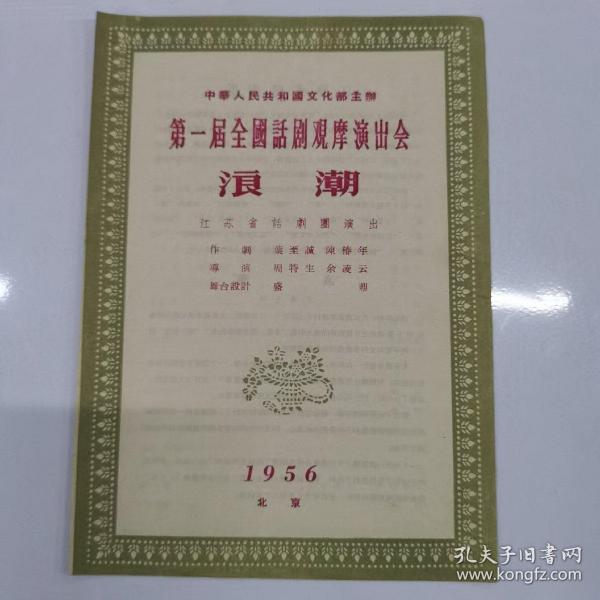 中華人民共和國文化部主辦
第一届全國話劇观摩演出会
浪潮
江苏省話劇團演出
作劇 葉至誠 陳椿年
導演 周特生 余凌云
舞台設計 盛
1956
北京
孔夫子旧书网
www.kongfz.com